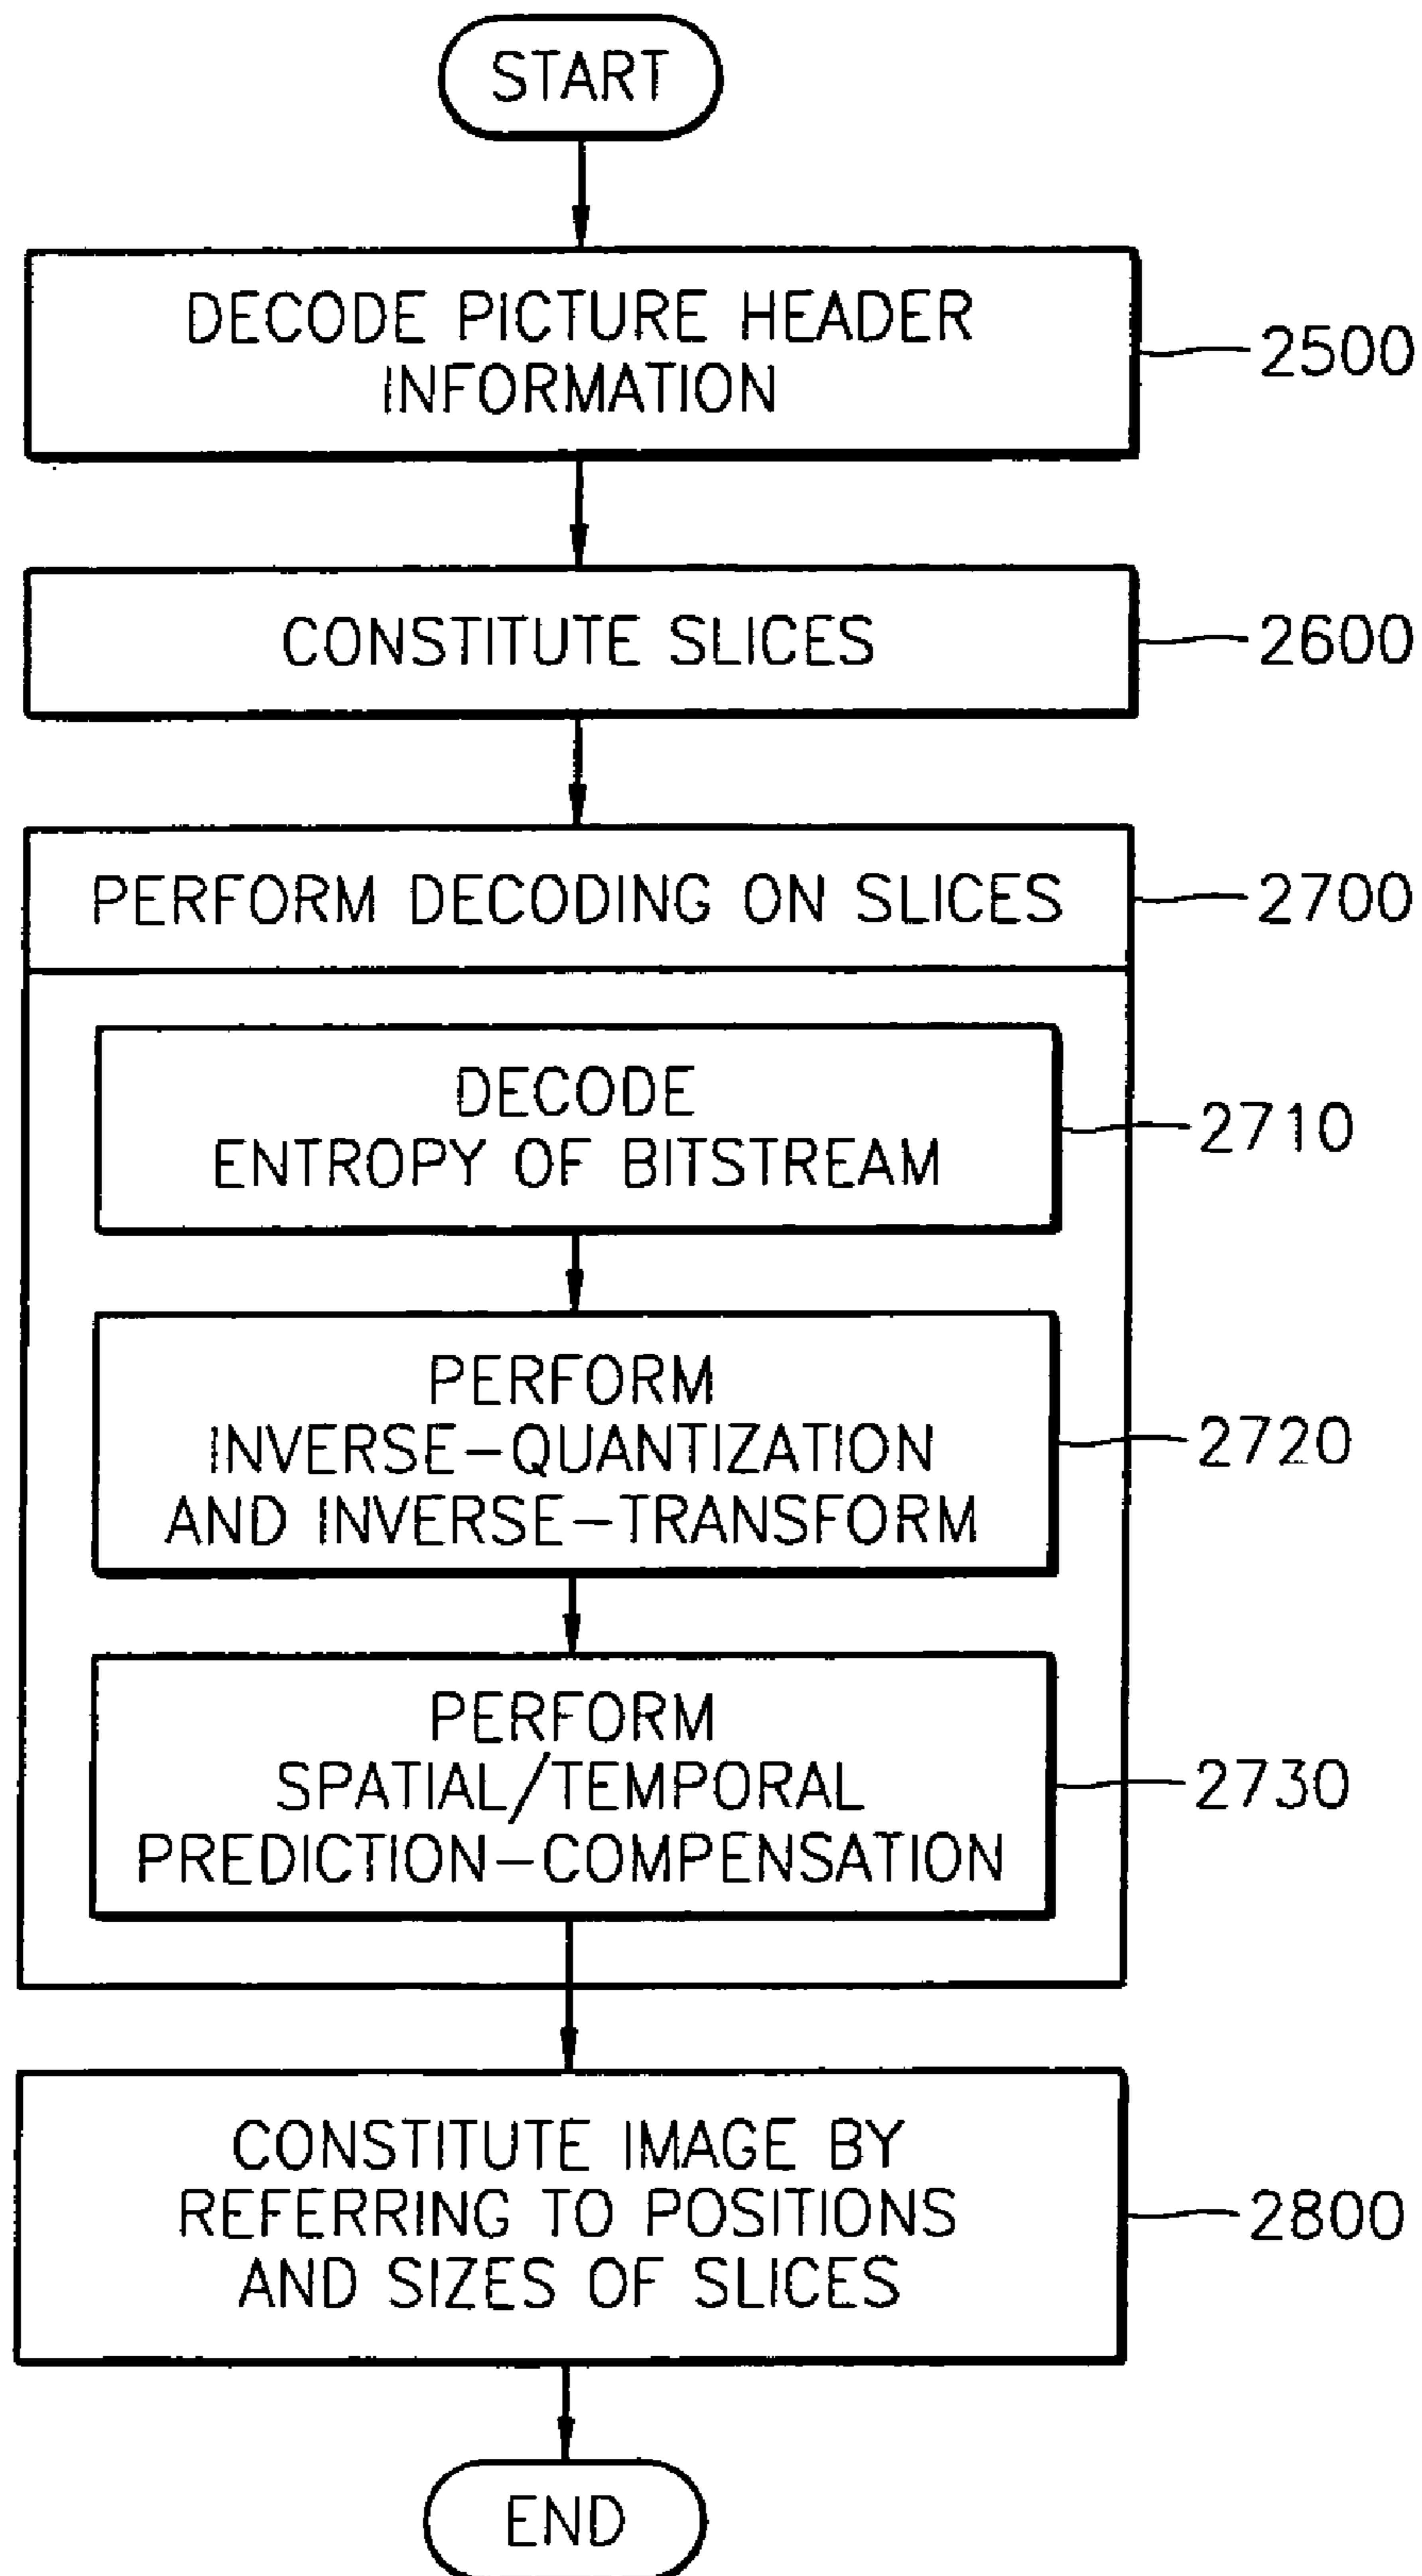 START
DECODE PICTURE HEADER
INFORMATION
2500
CONSTITUTE SLICES
2600
PERFORM DECODING ON SLICES
2700
DECODE
ENTROPY OF BITSTREAM
2710
PERFORM
INVERSE-QUANTIZATION
AND INVERSE-TRANSFORM
2720
PERFORM
SPATIAL/TEMPORAL
PREDICTION-COMPENSATION
2730
CONSTITUTE IMAGE BY
REFERRING TO POSITIONS
AND SIZES OF SLICES
2800
END